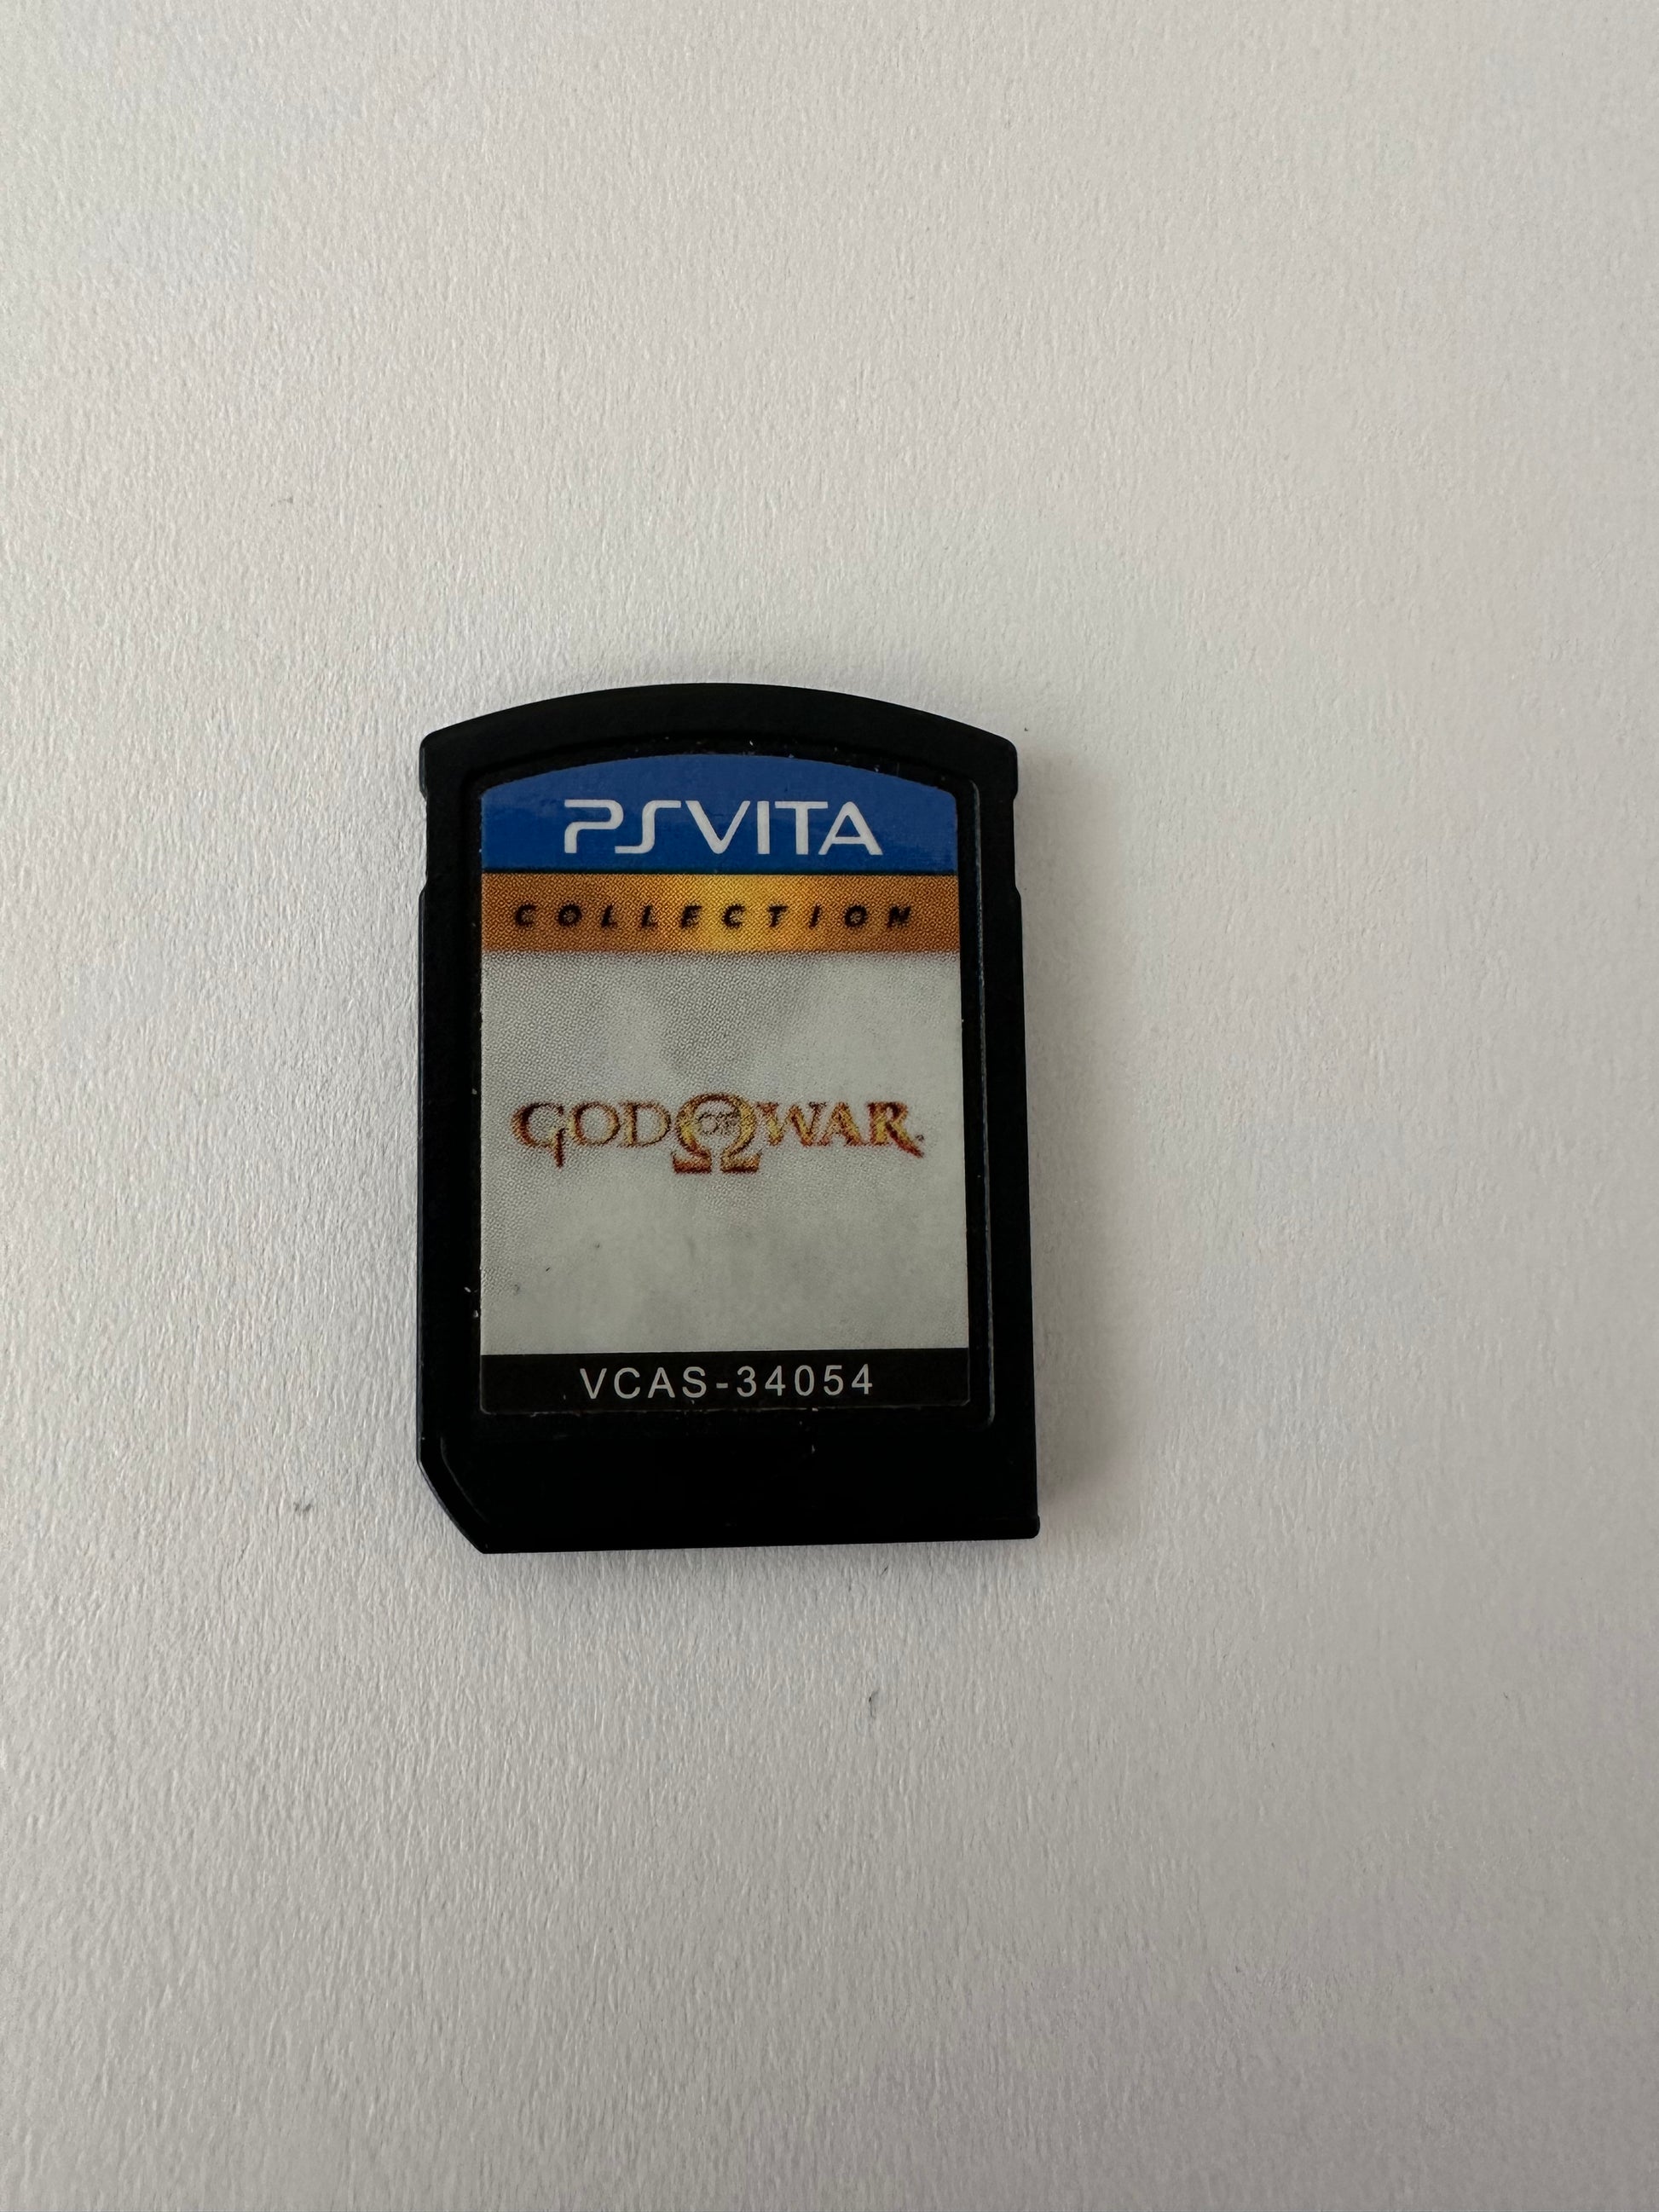 PSVITA
COLLECTION
GOD OF WAR
VCAS-34054